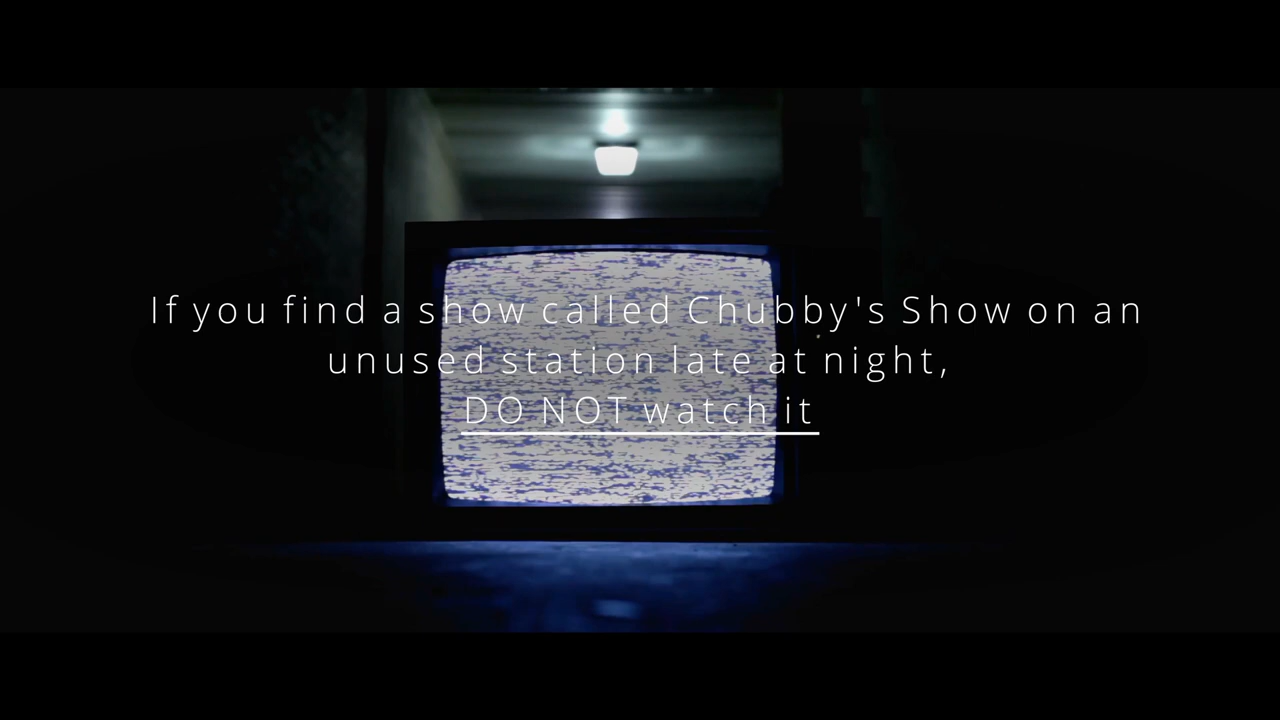 If you find a show called Chubby's Show on an
unused station late at night,
DO NOT watch it